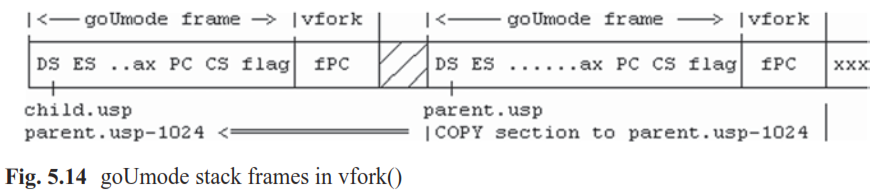 |<—— goUmode frame —> |vfork | |<—— goUmode frame ——> |vfork |
DS ES ..ax PC CS flag fPC DS ES ......ax PC CS flag fPC xxx
child.usp parent.usp
parent.usp-1024 <══════════ |COPY section to parent.usp-1024 |
Fig. 5.14 goUmode stack frames in vfork()